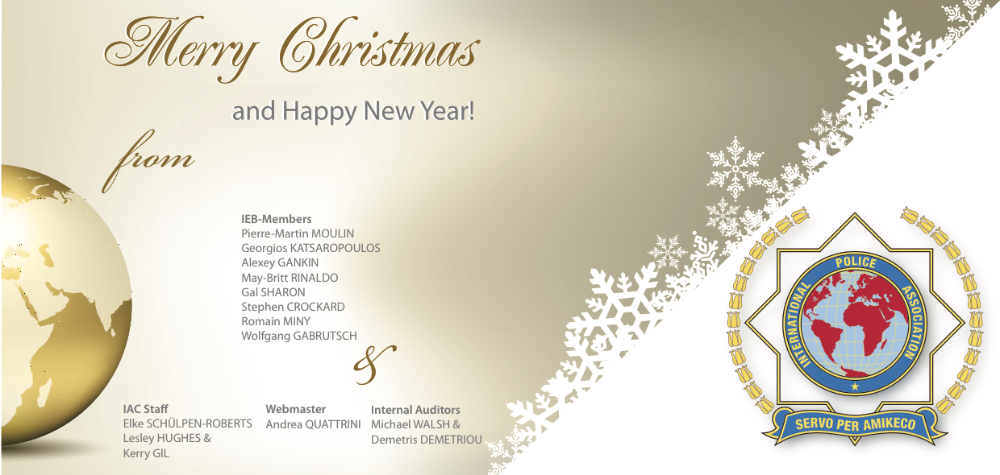 Merry Christmas
and Happy New Year!
from
IEB-Members
Pierre-Martin MOULIN
Georgios KATSAROPOULOS
Alexey GANKIN
May-Britt RINALDO
Gal SHARON
Stephen CROCKARD
Romain MINY
Wolfgang GABRUTSCH
&
IAC Staff
Elke SCHÜLPEN-ROBERTS
Lesley HUGHES &
Kerry GIL
Webmaster
Andrea QUATTRINI
Internal Auditors
Michael WALSH &
Demetris DEMETRIOU
INTERNATIONAL POLICE ASSOCIATION
SERVO PER AMIKECO